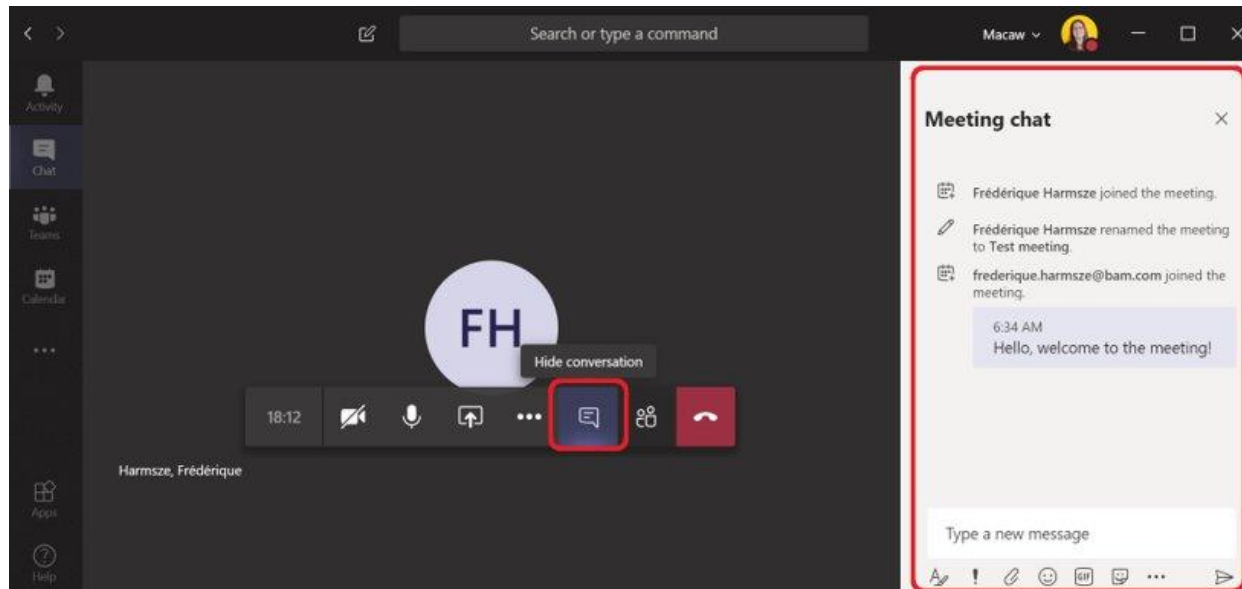 Search or type a command
Macaw
Activity
Chat
Teams
Calendar
Apps
Help
FH
Hide conversation
18:12
Harmsze, Frédérique
Meeting chat
Frédérique Harmsze joined the meeting.
Frédérique Harmsze renamed the meeting
to Test meeting.
frederique.harmsze@bam.com joined the
meeting.
6:34 AM
Hello, welcome to the meeting!
Type a new message
GIF